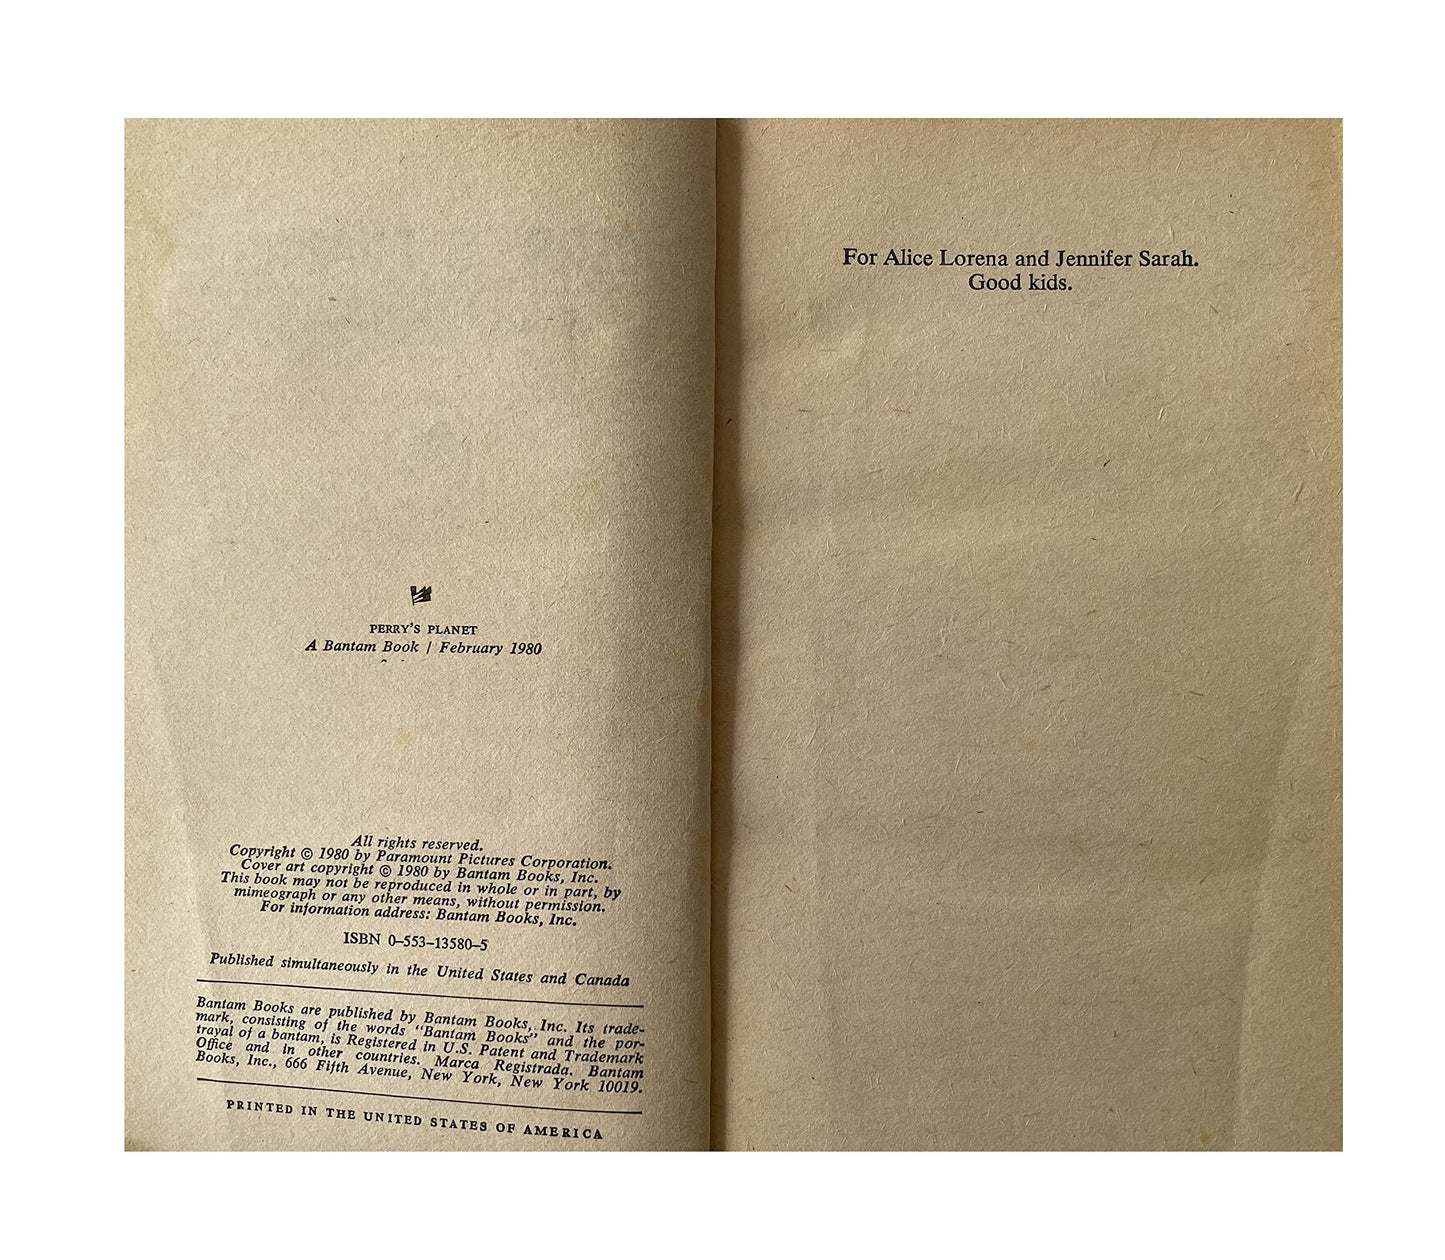 PERRY'S PLANET
A Bantam Book / February 1980
All rights reserved.
Copyright © 1980 by Paramount Pictures Corporation.
Cover art copyright © 1980 by Bantam Books, Inc.
This book may not be reproduced in whole or in part, by
mimeograph or any other means, without permission.
For information address: Bantam Books, Inc.
ISBN 0–553–13580–5
Published simultaneously in the United States and Canada
Bantam Books are published by Bantam Books, Inc. Its trade-
mark, consisting of the words "Bantam Books" and the por-
trayal of a bantam, is Registered in U.S. Patent and Trademark
Office and in other countries. Marca Registrada. Bantam
Books, Inc., 666 Fifth Avenue, New York, New York 10019.
PRINTED IN THE UNITED STATES OF AMERICA
For Alice Lorena and Jennifer Sarah.
Good kids.